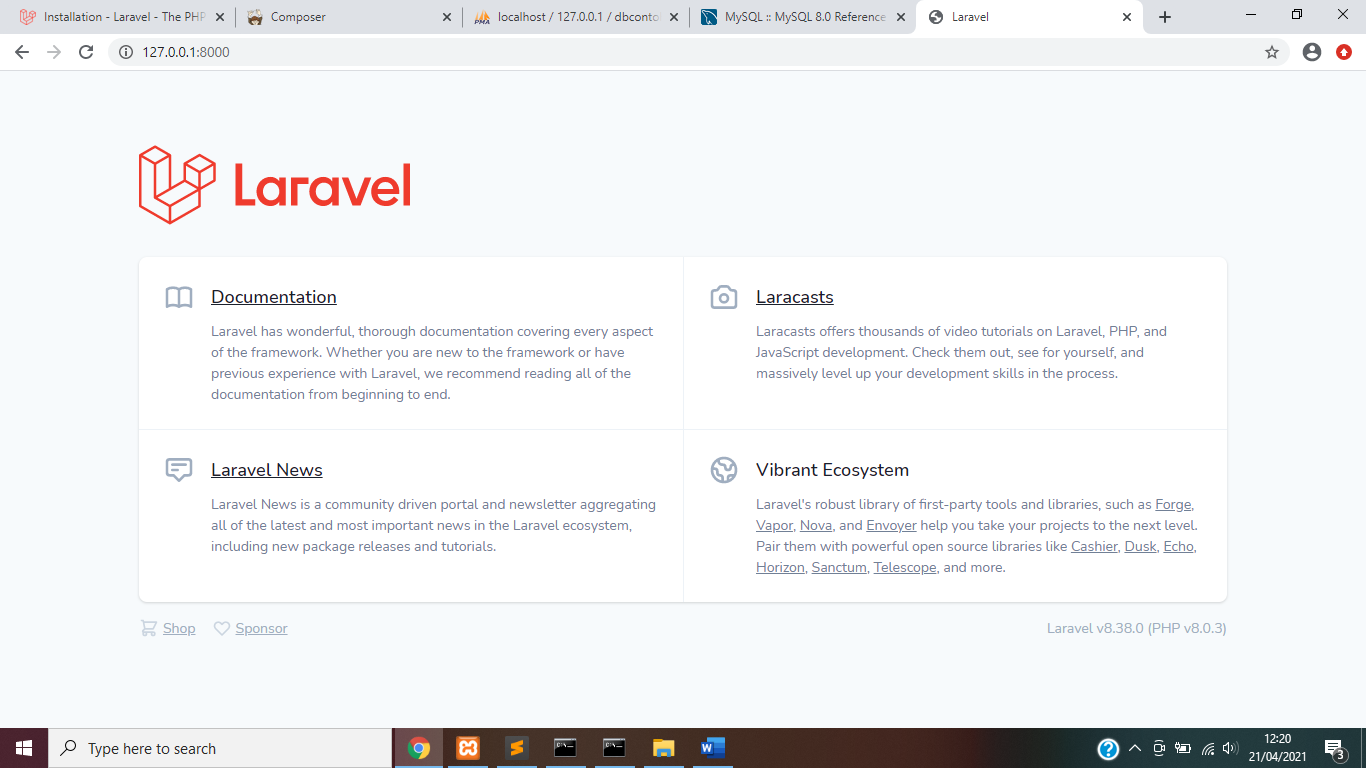 Installation - Laravel - The PHP
Composer
localhost / 127.0.0.1 / dbconto
MySQL :: MySQL 8.0 Reference
Laravel
127.0.0.1:8000
Laravel
Documentation
Laravel has wonderful, thorough documentation covering every aspect
of the framework. Whether you are new to the framework or have
previous experience with Laravel, we recommend reading all of the
documentation from beginning to end.
Laracasts
Laracasts offers thousands of video tutorials on Laravel, PHP, and
JavaScript development. Check them out, see for yourself, and
massively level up your development skills in the process.
Laravel News
Laravel News is a community driven portal and newsletter aggregating
all of the latest and most important news in the Laravel ecosystem,
including new package releases and tutorials.
Vibrant Ecosystem
Laravel's robust library of first-party tools and libraries, such as Forge,
Vapor, Nova, and Envoyer help you take your projects to the next level.
Pair them with powerful open source libraries like Cashier, Dusk, Echo,
Horizon, Sanctum, Telescope, and more.
Shop
Sponsor
Laravel v8.38.0 (PHP v8.0.3)
Type here to search
12:20
21/04/2021
3